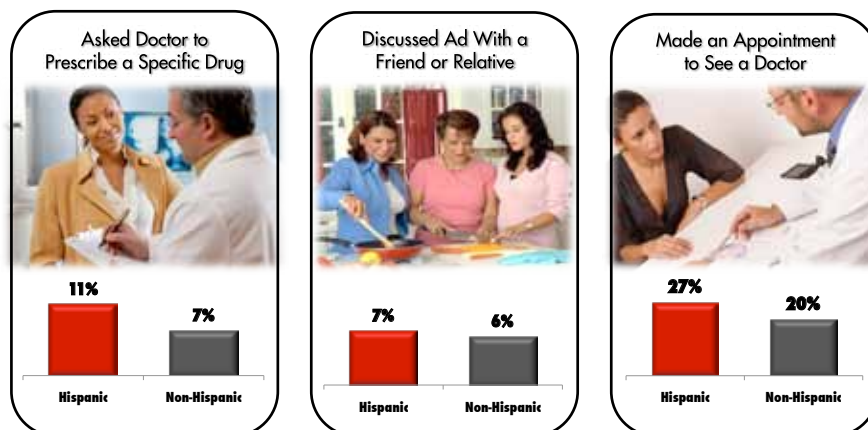 Asked Doctor to
Prescribe a Specific Drug
11%
7%
Hispanic
Non-Hispanic
Discussed Ad With a
Friend or Relative
7%
6%
Hispanic
Non-Hispanic
Made an Appointment
to See a Doctor
27%
20%
Hispanic
Non-Hispanic